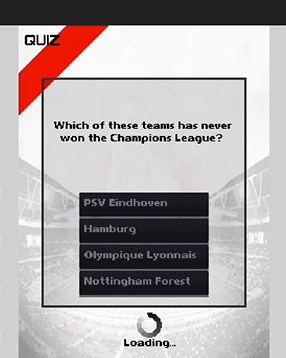 QUIZ
Which of these teams has never
won the Champions League?
PSV Eindhoven
Hamburg
Olympique Lyonnais
Nottingham Forest
Loading...